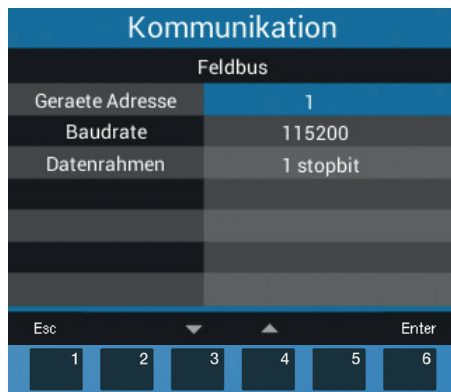 Kommunikation
Feldbus
Geraete Adresse 1
Baudrate 115200
Datenrahmen 1 stopbit
Esc Enter
1 2 3 4 5 6